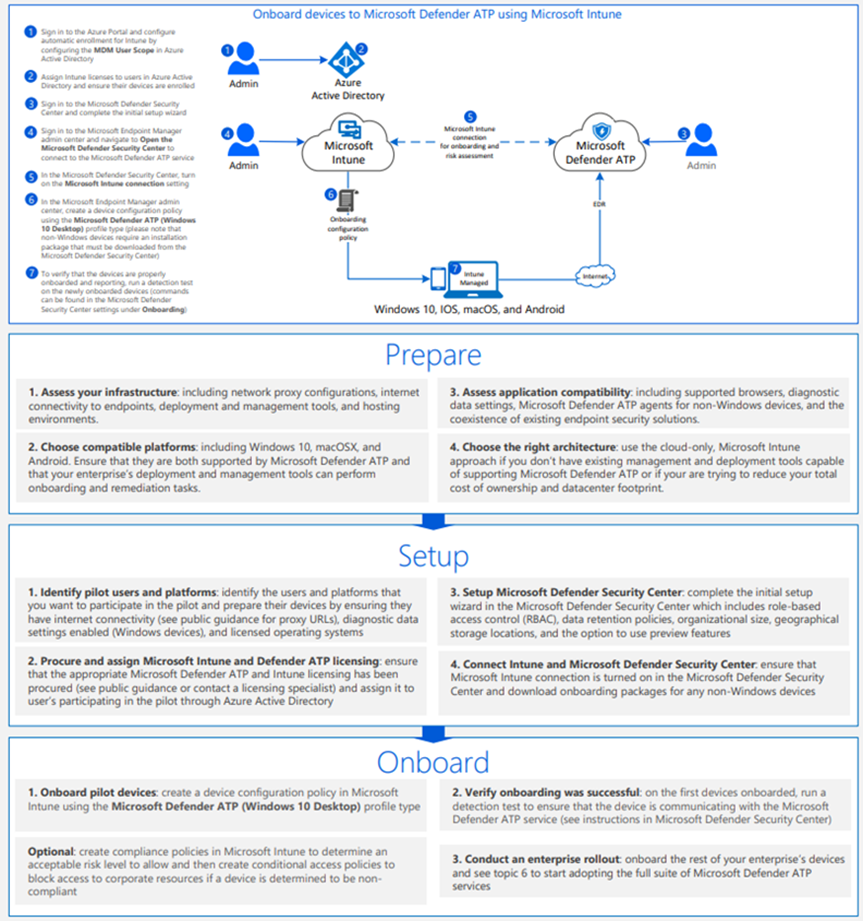 Onboard devices to Microsoft Defender ATP using Microsoft Intune
1 Sign in to the Azure Portal and configure
automatic enrollment for Intune by
configuring the MDM User Scope in Azure
Active Directory
2 Assign Intune licenses to users in Azure Active
Directory and ensure their devices are enrolled
3 Sign in to the Microsoft Defender Security
Center and complete the initial setup wizard
4 Sign in to the Microsoft Endpoint Manager
admin center and navigate to Open the
Microsoft Defender Security Center to
connect to the Microsoft Defender ATP service
5 In the Microsoft Defender Security Center, turn
on the Microsoft Intune connection setting
6 In the Microsoft Endpoint Manager admin
center, create a device configuration policy
using the Microsoft Defender ATP (Windows
10 Desktop) profile type (please note that
non-Windows devices require an installation
package that must be downloaded from the
Microsoft Defender Security Center)
7 To verify that the devices are properly
onboarded and reporting, run a detection test
on the newly onboarded devices (commands
can be found in the Microsoft Defender
Security Center settings under Onboarding)
1
Admin
2
Azure
Active Directory
4
Admin
Microsoft
Intune
5
Microsoft Intune
connection
for onboarding and
risk assessment
Microsoft
Defender ATP
3
Admin
6
Onboarding
configuration
policy
EDR
7 Intune
Managed
Internet
Windows 10, IOS, macOS, and Android
Prepare
1. Assess your infrastructure: including network proxy configurations, internet
connectivity to endpoints, deployment and management tools, and hosting
environments.
2. Choose compatible platforms: including Windows 10, macOSX, and
Android. Ensure that they are both supported by Microsoft Defender ATP and
that your enterprise's deployment and management tools can perform
onboarding and remediation tasks.
3. Assess application compatibility: including supported browsers, diagnostic
data settings, Microsoft Defender ATP agents for non-Windows devices, and the
coexistence of existing endpoint security solutions.
4. Choose the right architecture: use the cloud-only, Microsoft Intune
approach if you don't have existing management and deployment tools capable
of supporting Microsoft Defender ATP or if your are trying to reduce your total
cost of ownership and datacenter footprint.
Setup
1. Identify pilot users and platforms: identify the users and platforms that
you want to participate in the pilot and prepare their devices by ensuring they
have internet connectivity (see public guidance for proxy URLs), diagnostic data
settings enabled (Windows devices), and licensed operating systems
2. Procure and assign Microsoft Intune and Defender ATP licensing: ensure
that the appropriate Microsoft Defender ATP and Intune licensing has been
procured (see public guidance or contact a licensing specialist) and assign it to
user's participating in the pilot through Azure Active Directory
3. Setup Microsoft Defender Security Center: complete the initial setup
wizard in the Microsoft Defender Security Center which includes role-based
access control (RBAC), data retention policies, organizational size, geographical
storage locations, and the option to use preview features
4. Connect Intune and Microsoft Defender Security Center: ensure that
Microsoft Intune connection is turned on in the Microsoft Defender Security
Center and download onboarding packages for any non-Windows devices
Onboard
1. Onboard pilot devices: create a device configuration policy in Microsoft
Intune using the Microsoft Defender ATP (Windows 10 Desktop) profile type
Optional: create compliance policies in Microsoft Intune to determine an
acceptable risk level to allow and then create conditional access policies to
block access to corporate resources if a device is determined to be non-
compliant
2. Verify onboarding was successful: on the first devices onboarded, run a
detection test to ensure that the device is communicating with the Microsoft
Defender ATP service (see instructions in Microsoft Defender Security Center)
3. Conduct an enterprise rollout: onboard the rest of your enterprise's devices
and see topic 6 to start adopting the full suite of Microsoft Defender ATP
services